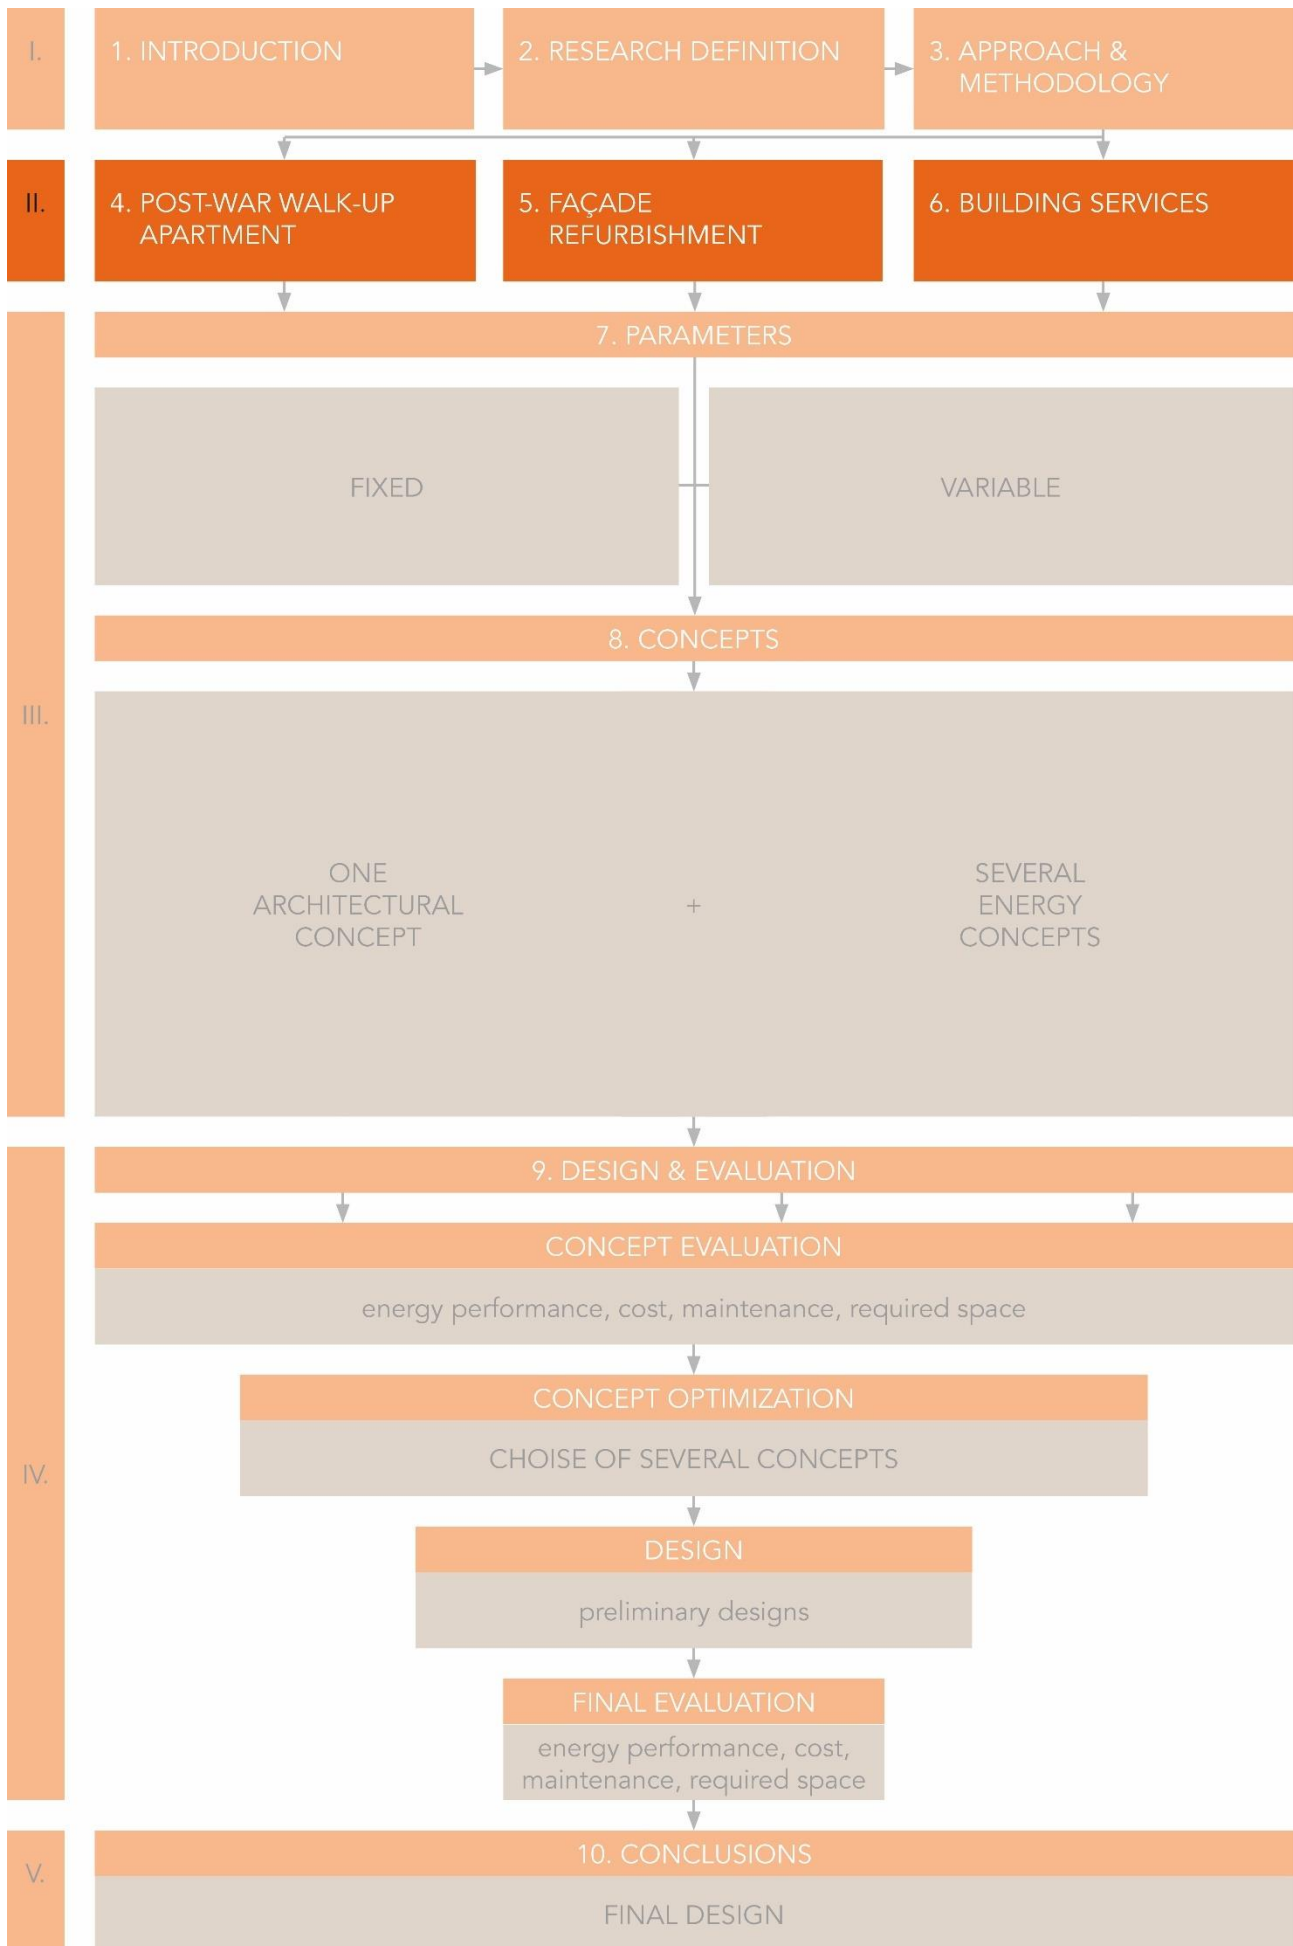 I.
1. INTRODUCTION
2. RESEARCH DEFINITION
3. APPROACH &
METHODOLOGY
II.
4. POST-WAR WALK-UP
APARTMENT
5. FAÇADE
REFURBISHMENT
6. BUILDING SERVICES
III.
7. PARAMETERS
FIXED
VARIABLE
8. CONCEPTS
ONE
ARCHITECTURAL
CONCEPT
+
SEVERAL
ENERGY
CONCEPTS
IV.
9. DESIGN & EVALUATION
CONCEPT EVALUATION
energy performance, cost, maintenance, required space
CONCEPT OPTIMIZATION
CHOISE OF SEVERAL CONCEPTS
DESIGN
preliminary designs
FINAL EVALUATION
energy performance, cost,
maintenance, required space
V.
10. CONCLUSIONS
FINAL DESIGN